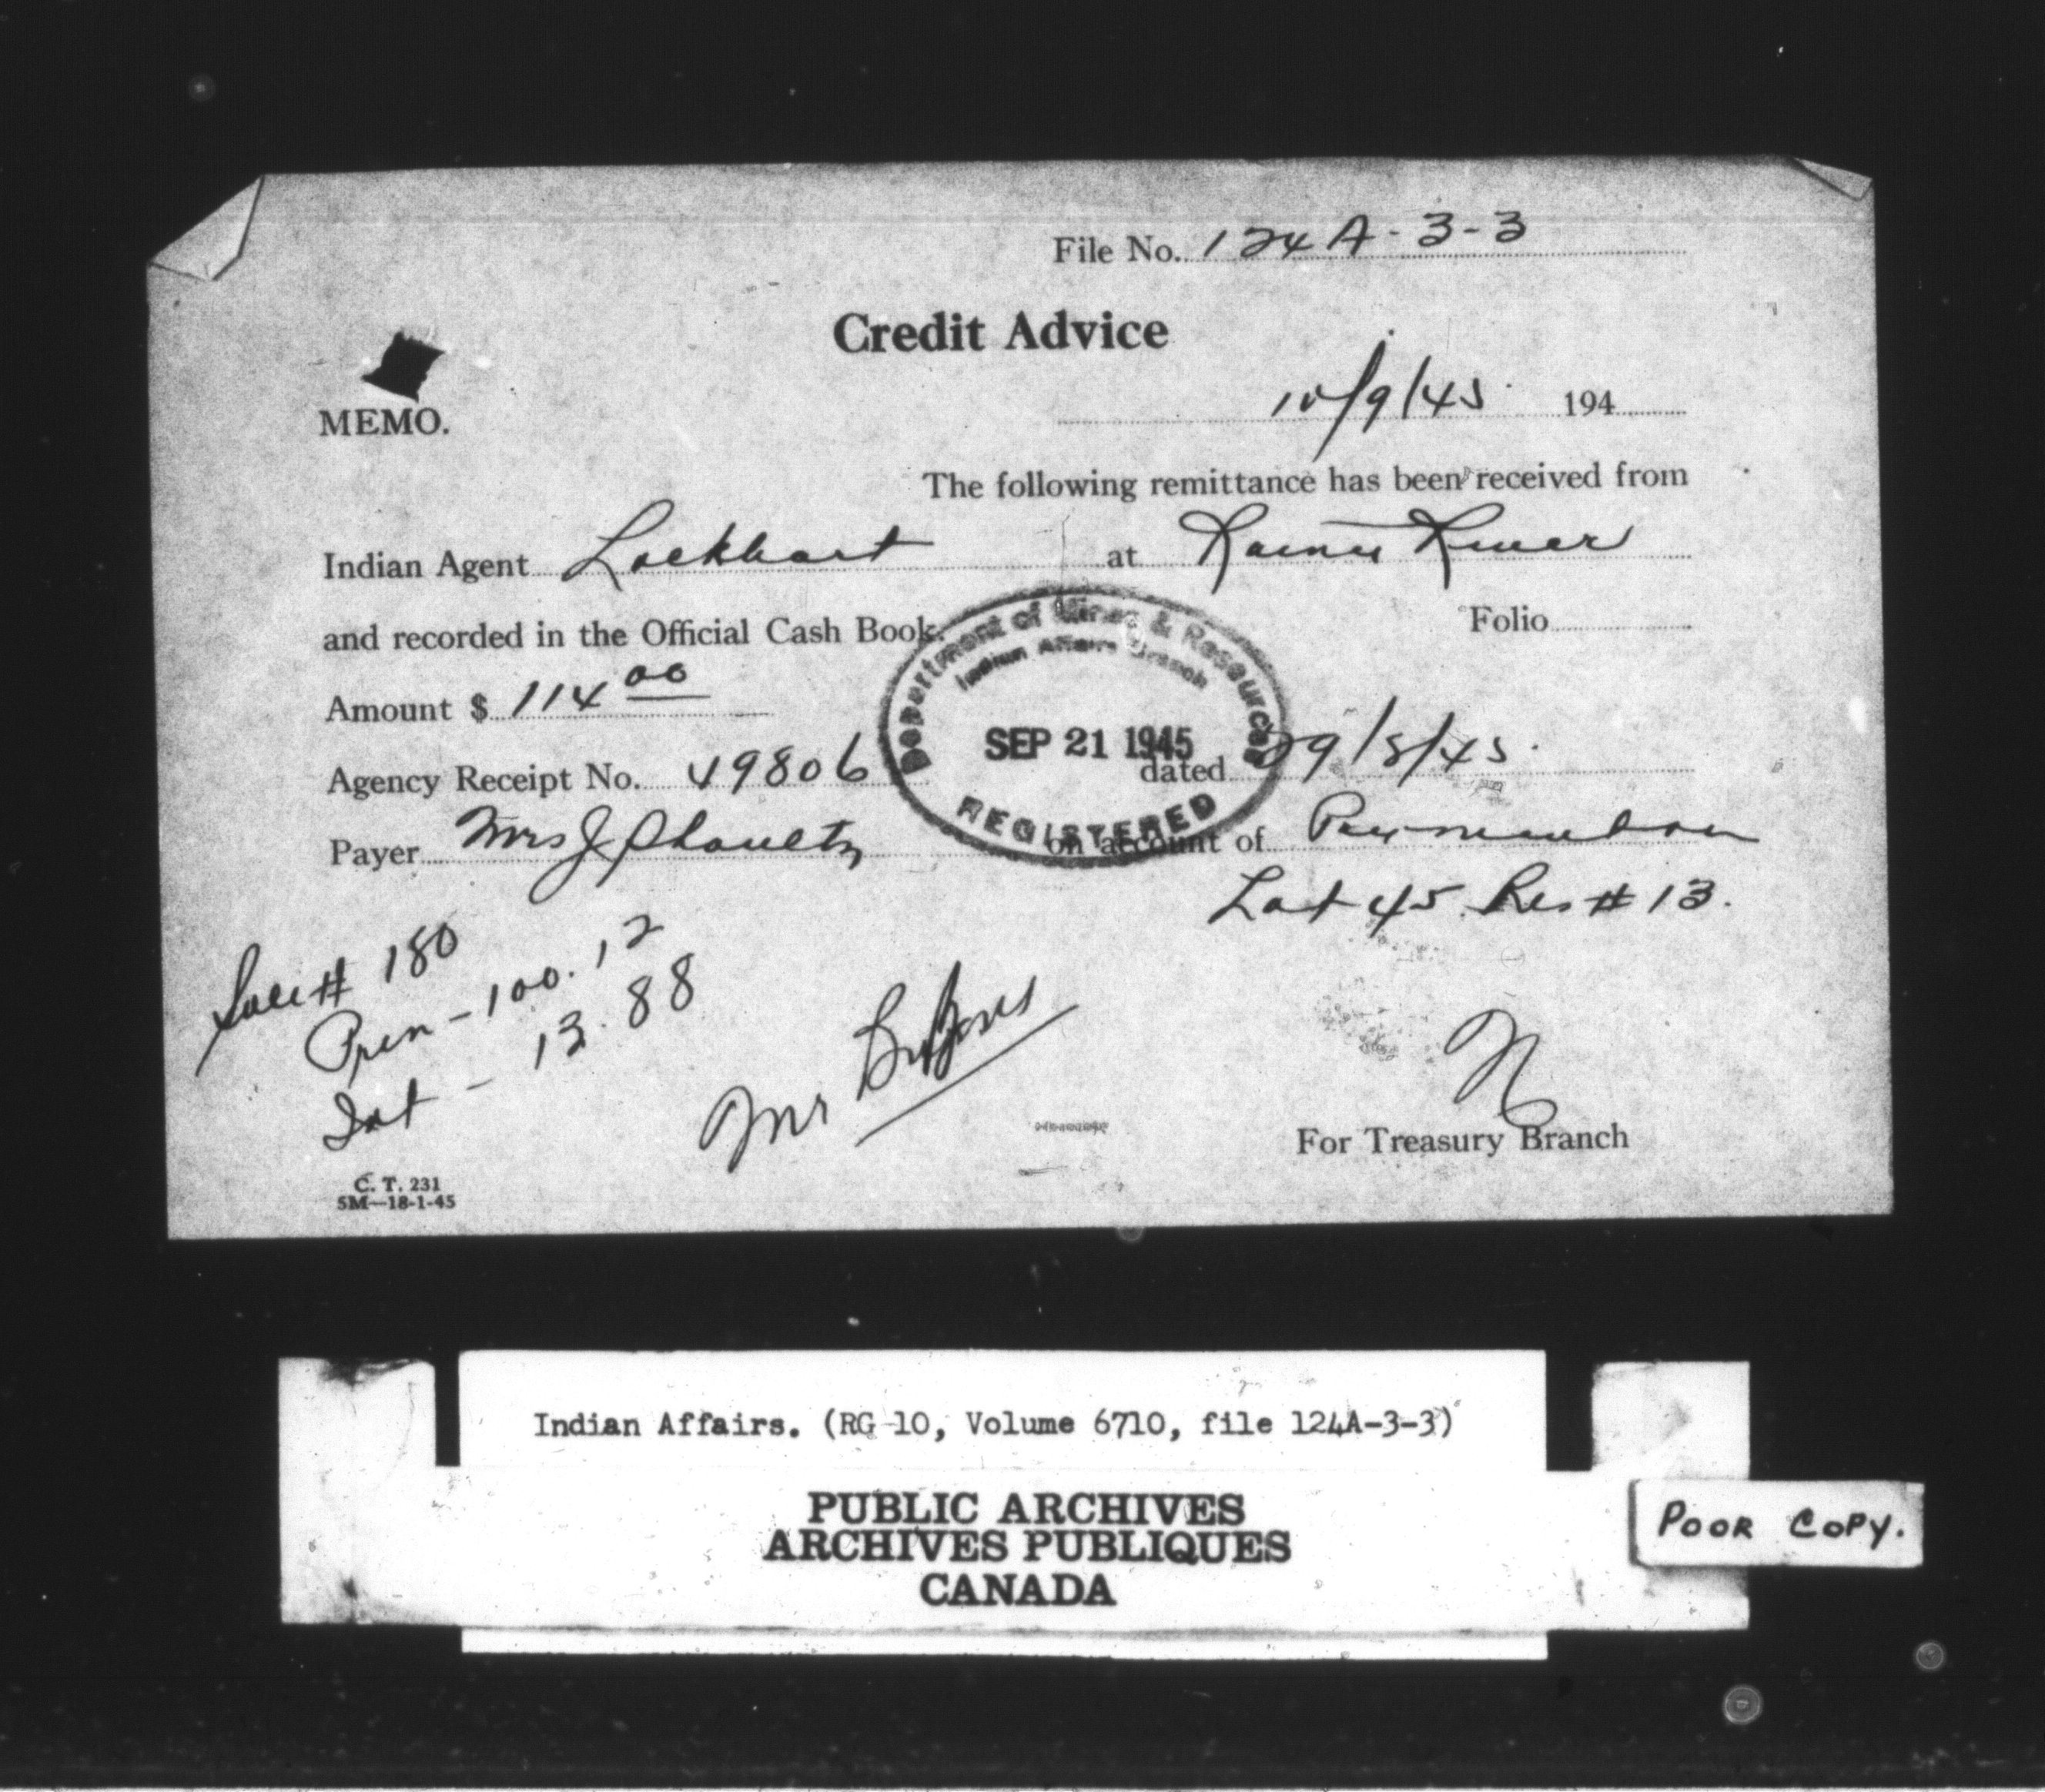 File No. 124A-3-3
Credit Advice
MEMO.
/9/45 194
The following remittance has been received from
Indian Agent Lockhart at Rainy River
and recorded in the Official Cash Book. Folio
Amount $ 114 00
Department of Mines & Resources
Indian Affairs Branch
SEP 21 1945
REGISTERED
Agency Receipt No. 49806 dated 29/8/45.
Payer Mrs J on account of Payment on
Lot 45 Res # 13.
Sale # 180
Prin - 100.12
Int - 13.88
Mr
For Treasury Branch
C. T. 231
5M—18-1-45
Indian Affairs. (RG 10, Volume 6710, file 124A-3-3)
PUBLIC ARCHIVES
ARCHIVES PUBLIQUES
CANADA
POOR COPY.